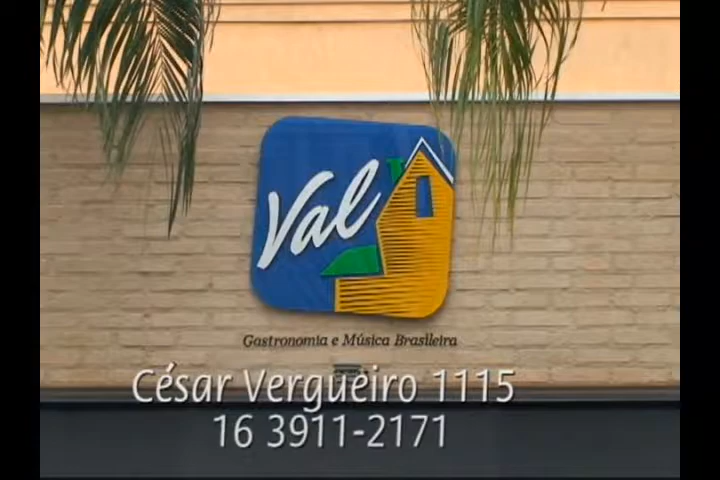 Val
Gastronomia e Música Brasileira
César Vergueiro 1115
16 3911-2171